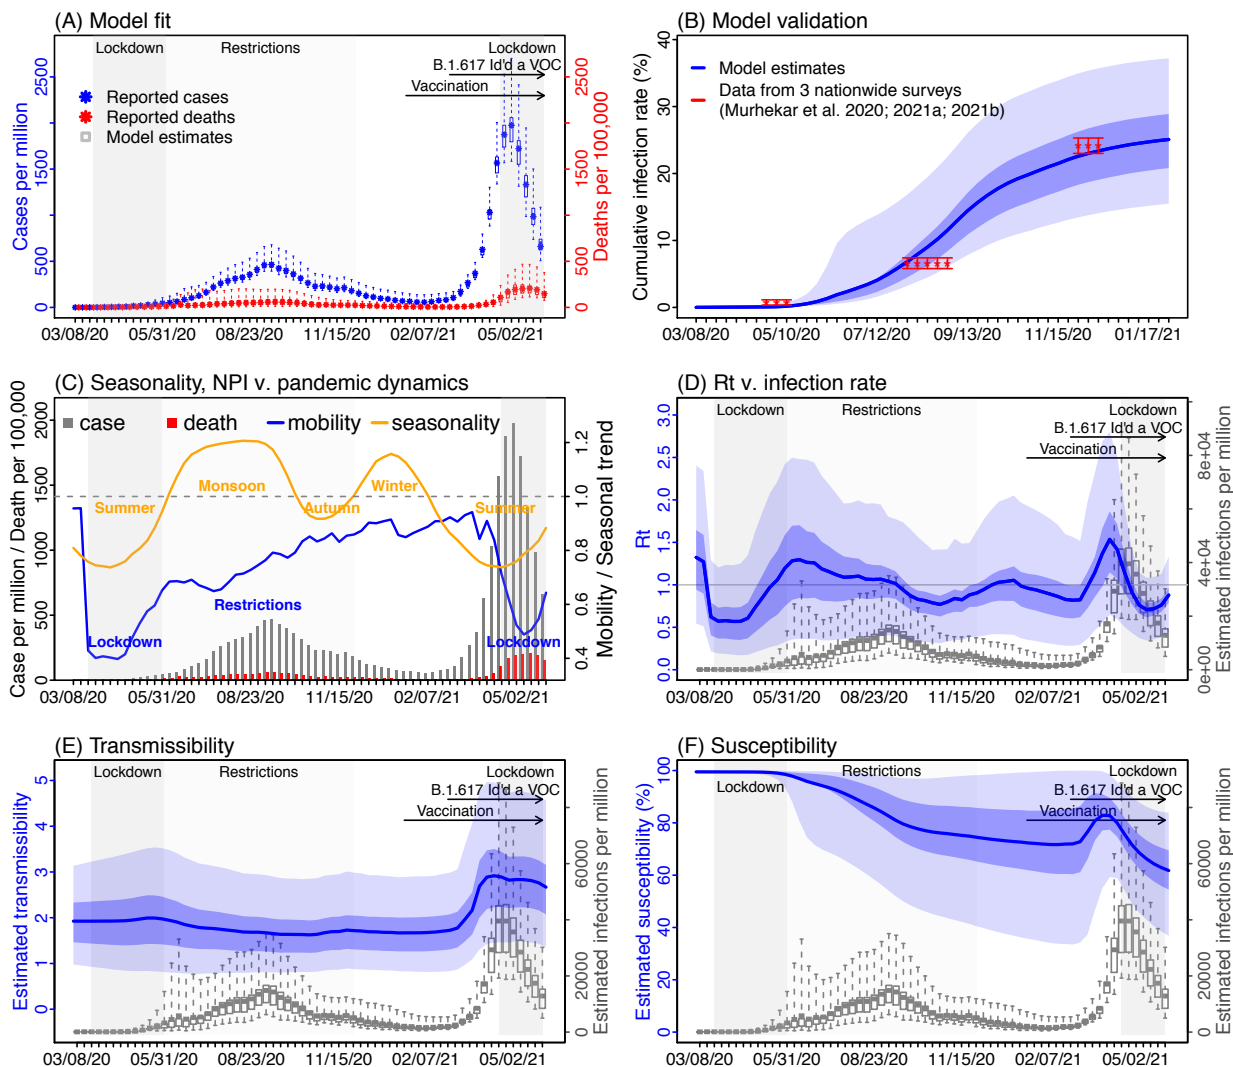 (A) Model fit
Lockdown
Restrictions
Lockdown
B.1.617 Id'd a VOC
Vaccination
Reported cases
Reported deaths
Model estimates
Cases per million
0
500
1500
2500
Deaths per 100,000
0
500
1500
2500
03/08/20
05/31/20
08/23/20
11/15/20
02/07/21
05/02/21
(B) Model validation
Model estimates
Data from 3 nationwide surveys
(Murhekar et al. 2020; 2021a; 2021b)
Cumulative infection rate (%)
0
10
20
30
40
03/08/20
05/10/20
07/12/20
09/13/20
11/15/20
01/17/21
(C) Seasonality, NPI v. pandemic dynamics
case
death
mobility
seasonality
Summer
Monsoon
Autumn
Winter
Summer
Restrictions
Lockdown
Lockdown
Case per million / Death per 100,000
0
500
1000
1500
2000
Mobility / Seasonal trend
0.4
0.6
0.8
1.0
1.2
03/08/20
05/31/20
08/23/20
11/15/20
02/07/21
05/02/21
(D) Rt v. infection rate
Lockdown
Restrictions
Lockdown
B.1.617 Id'd a VOC
Vaccination
Rt
0.0
0.5
1.0
1.5
2.0
2.5
3.0
Estimated infections per million
0e+00
4e+04
8e+04
03/08/20
05/31/20
08/23/20
11/15/20
02/07/21
05/02/21
(E) Transmissibility
Lockdown
Restrictions
Lockdown
B.1.617 Id'd a VOC
Vaccination
Estimated transmissibility
0
1
2
3
4
5
Estimated infections per million
0
20000
60000
03/08/20
05/31/20
08/23/20
11/15/20
02/07/21
05/02/21
(F) Susceptibility
Lockdown
Restrictions
Lockdown
B.1.617 Id'd a VOC
Vaccination
Estimated susceptibility (%)
0
20
40
60
80
100
Estimated infections per million
0
20000
60000
03/08/20
05/31/20
08/23/20
11/15/20
02/07/21
05/02/21